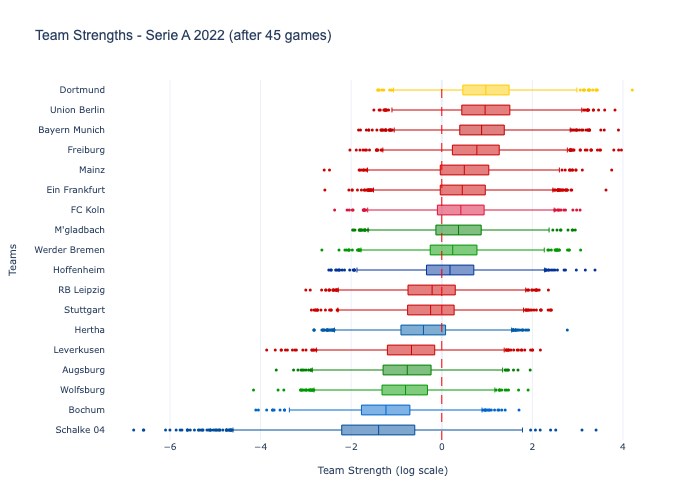 Team Strengths - Serie A 2022 (after 45 games)
Dortmund
Union Berlin
Bayern Munich
Freiburg
Mainz
Ein Frankfurt
FC Koln
M'gladbach
Werder Bremen
Hoffenheim
RB Leipzig
Stuttgart
Hertha
Leverkusen
Augsburg
Wolfsburg
Bochum
Schalke 04
Teams
−6 −4 −2 0 2 4
Team Strength (log scale)